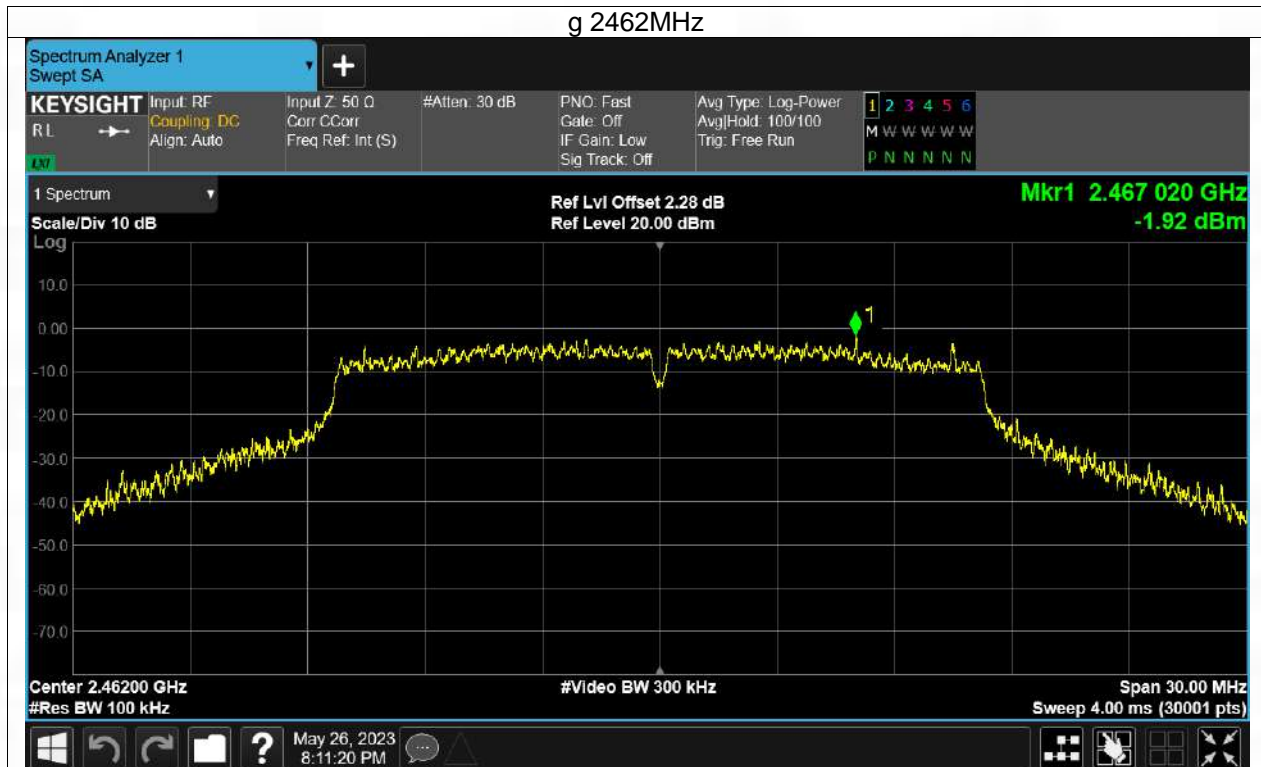 g 2462MHz
Spectrum Analyzer 1
Swept SA
+
KEYSIGHT
RL
LXI
Input: RF
Coupling: DC
Align: Auto
Input Z: 50 Ω
Corr CCorr
Freq Ref: Int (S)
#Atten: 30 dB
PNO: Fast
Gate: Off
IF Gain: Low
Sig Track: Off
Avg Type: Log-Power
Avg|Hold: 100/100
Trig: Free Run
1 2 3 4 5 6
M W W W W W
P N N N N N
1 Spectrum
Scale/Div 10 dB
Log
Ref Lvl Offset 2.28 dB
Ref Level 20.00 dBm
Mkr1 2.467 020 GHz
-1.92 dBm
10.0
0.00
1
-10.0
-20.0
-30.0
-40.0
-50.0
-60.0
-70.0
Center 2.46200 GHz
#Video BW 300 kHz
Span 30.00 MHz
#Res BW 100 kHz
Sweep 4.00 ms (30001 pts)
?
May 26, 2023
8:11:20 PM